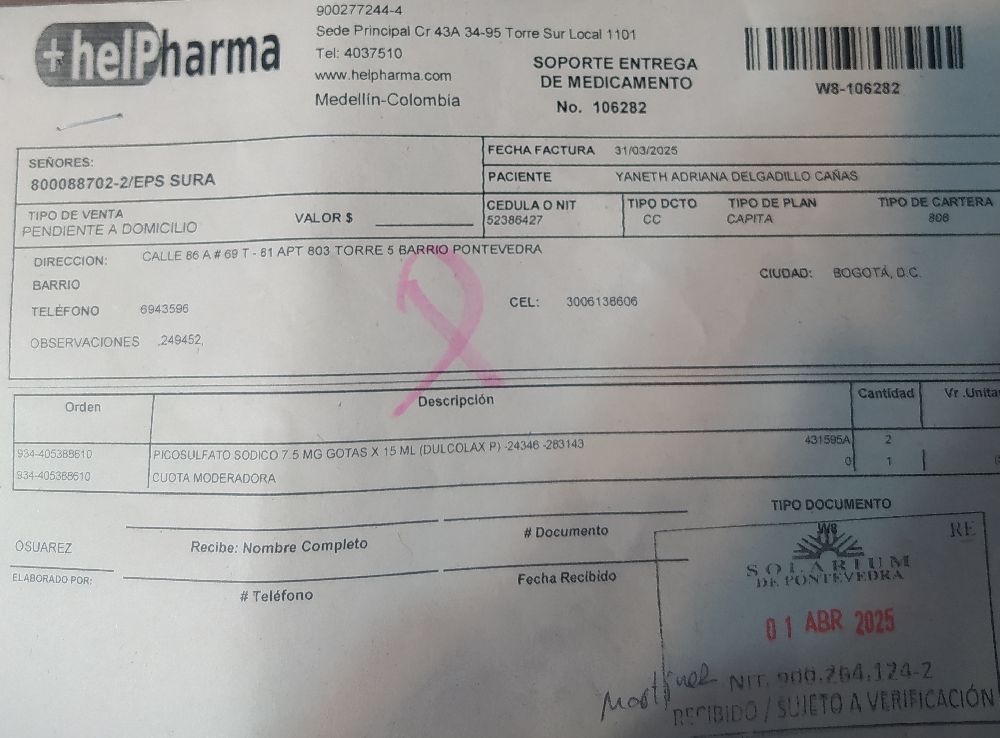 +helPharma
900277244-4
Sede Principal Cr 43A 34-95 Torre Sur Local 1101
Tel: 4037510
www.helpharma.com
Medellín-Colombia
SOPORTE ENTREGA
DE MEDICAMENTO
No. 106282
W8-106282
SEÑORES:
800088702-2/EPS SURA
FECHA FACTURA 31/03/2025
PACIENTE YANETH ADRIANA DELGADILLO CAÑAS
TIPO DE VENTA
PENDIENTE A DOMICILIO
VALOR $
CEDULA O NIT
52386427
TIPO DCTO
CC
TIPO DE PLAN
CAPITA
TIPO DE CARTERA
806
DIRECCION: CALLE 86 A # 69 T - 81 APT 803 TORRE 5 BARRIO PONTEVEDRA
BARRIO
CIUDAD: BOGOTÁ, D.C.
TELÉFONO 6943596
CEL: 3006136606
OBSERVACIONES .249452,
Orden Descripción Cantidad Vr .Unita
934-405388610 PICOSULFATO SODICO 7.5 MG GOTAS X 15 ML (DULCOLAX P) -24346 -283143 431595A 2
934-405388610 CUOTA MODERADORA 0 1
TIPO DOCUMENTO
W8
OSUAREZ
ELABORADO POR:
Recibe: Nombre Completo
# Documento
# Teléfono
Fecha Recibido
RE
SOLARIUM
DE PONTEVEDRA
01 ABR 2025
Martínez
NIT. 900.264.124-2
RECIBIDO / SUJETO A VERIFICACIÓN